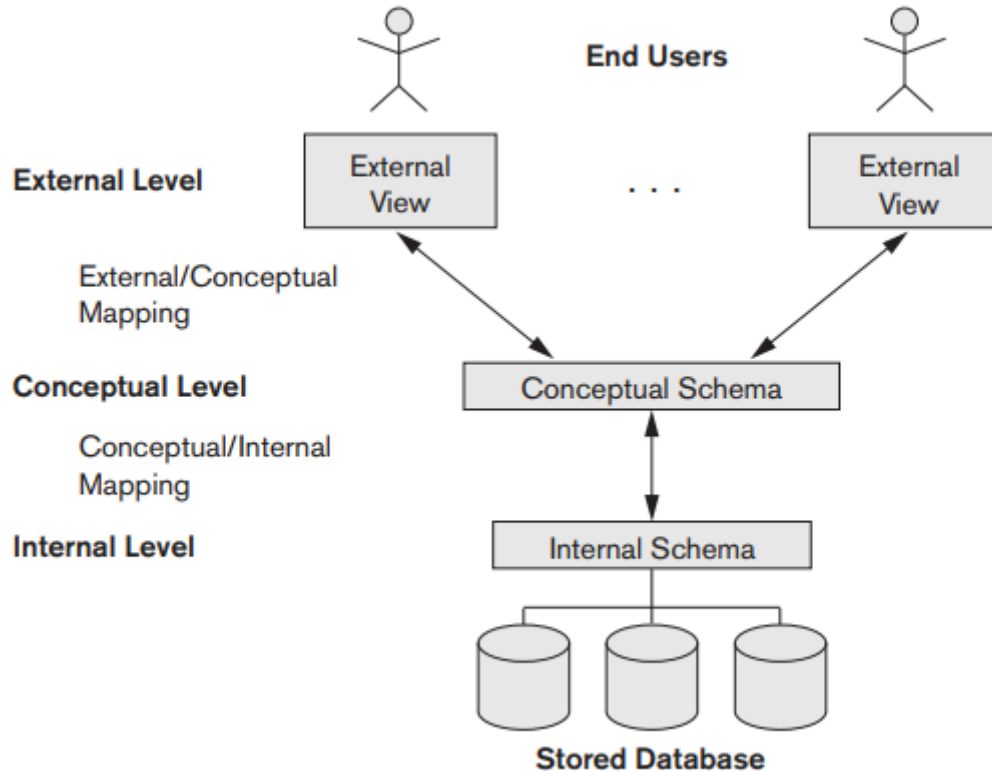 End Users
External Level
External
View
. . .
External
View
External/Conceptual
Mapping
Conceptual Level
Conceptual Schema
Conceptual/Internal
Mapping
Internal Level
Internal Schema
Stored Database